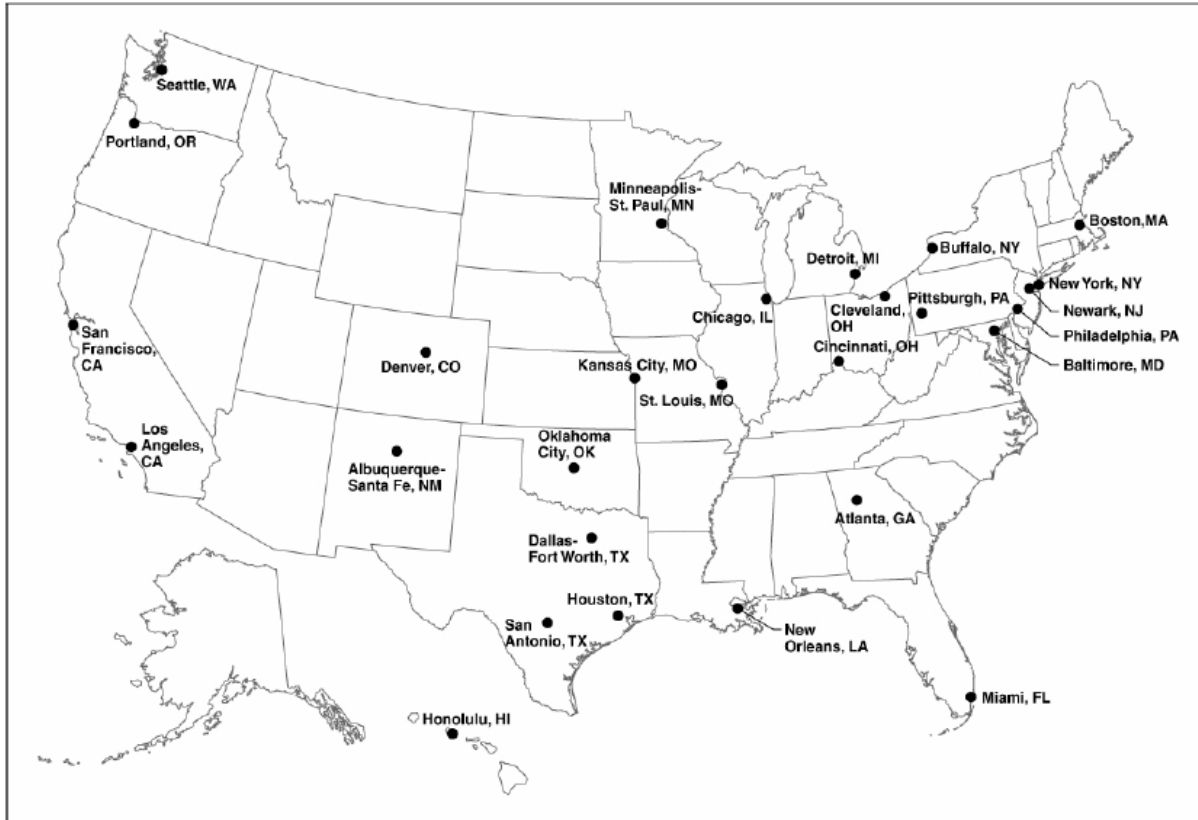 Seattle, WA
Portland, OR
Minneapolis-
St. Paul, MN
Boston, MA
Buffalo, NY
Detroit, MI
New York, NY
Newark, NJ
Pittsburgh, PA
Cleveland,
OH
Chicago, IL
Philadelphia, PA
San
Francisco,
CA
Cincinnati, OH
Baltimore, MD
Denver, CO
Kansas City, MO
St. Louis, MO
Los
Angeles,
CA
Oklahoma
City, OK
Albuquerque-
Santa Fe, NM
Atlanta, GA
Dallas-
Fort Worth, TX
Houston, TX
San
Antonio, TX
New
Orleans, LA
Miami, FL
Honolulu, HI